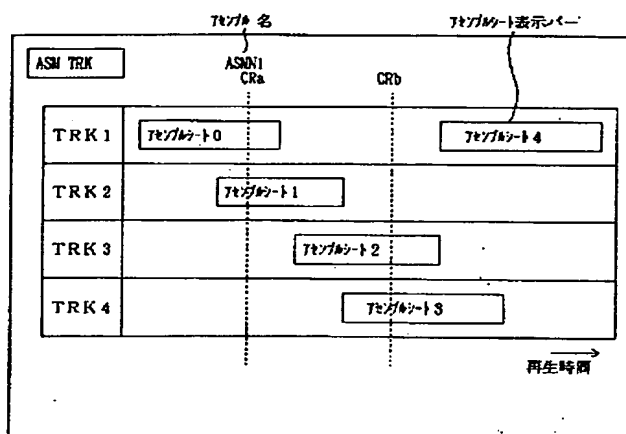 アセンブル 名
アセンブルシート表示バー
ASM TRK
ASMN1
CRa
CRb
TRK1
アセンブルシート0
アセンブルシート4
TRK2
アセンブルシート1
TRK3
アセンブルシート2
TRK4
アセンブルシート3
再生時間